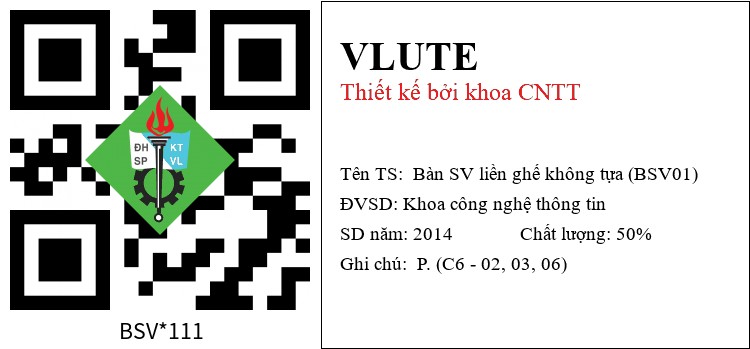 ĐH KT
SP VL
BSV*111
VLUTE
Thiết kế bởi khoa CNTT
Tên TS: Bàn SV liền ghế không tựa (BSV01)
ĐVSD: Khoa công nghệ thông tin
SD năm: 2014 Chất lượng: 50%
Ghi chú: P. (C6 - 02, 03, 06)